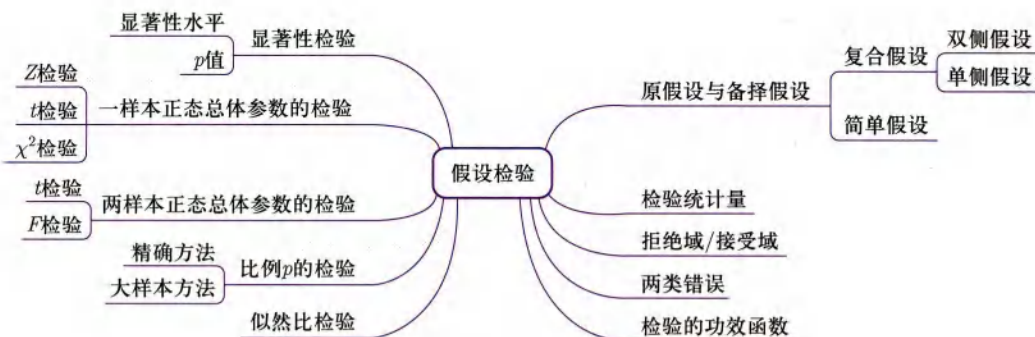 显著性水平
p值
显著性检验
Z检验
t检验
χ²检验
一样本正态总体参数的检验
t检验
F检验
两样本正态总体参数的检验
精确方法
大样本方法
比例p的检验
似然比检验
假设检验
原假设与备择假设
复合假设
双侧假设
单侧假设
简单假设
检验统计量
拒绝域/接受域
两类错误
检验的功效函数